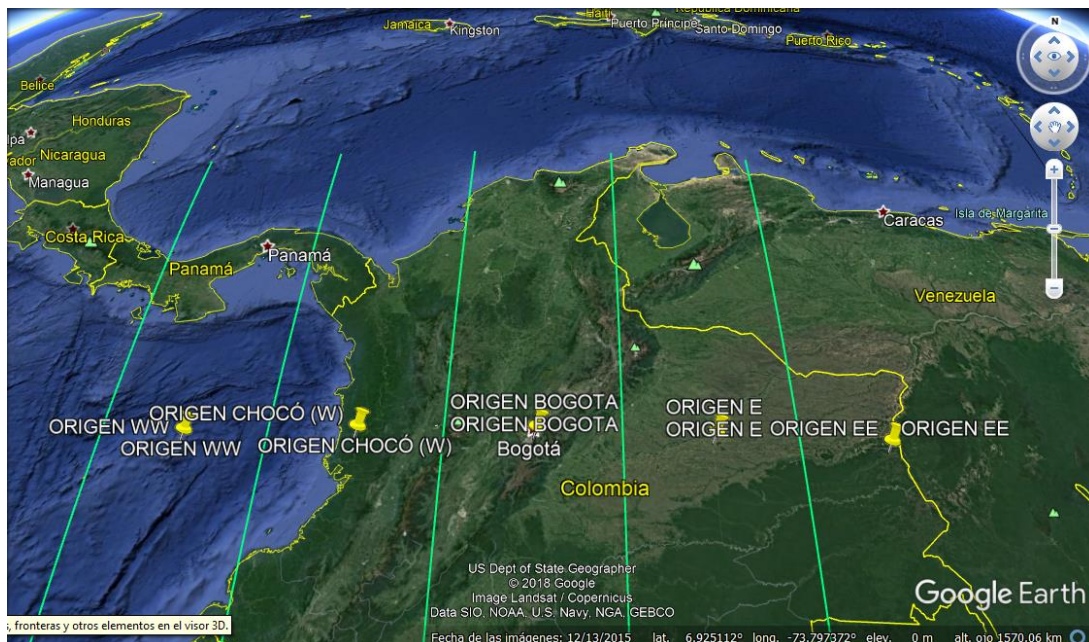 Jamaica
Kingston
Haití
Puerto Príncipe
República Dominicana
Santo Domingo
Puerto Rico
N
Belice
Honduras
lpa
vador
Nicaragua
Managua
Costa Rica
Panamá
Panamá
Caracas
Isla de Margarita
Venezuela
ORIGEN WW
ORIGEN WW
ORIGEN CHOCÓ (W)
ORIGEN CHOCÓ (W)
ORIGEN BOGOTA
ORIGEN BOGOTA
Bogotá
ORIGEN E
ORIGEN E
ORIGEN EE
ORIGEN EE
Colombia
US Dept of State Geographer
© 2018 Google
Image Landsat / Copernicus
Data SIO, NOAA, U.S. Navy, NGA, GEBCO
Google Earth
s, fronteras y otros elementos en el visor 3D.
Fecha de las imágenes: 12/13/2015 lat. 6.925112° long. -73.797372° elev. 0 m alt. ojo 1570.06 km